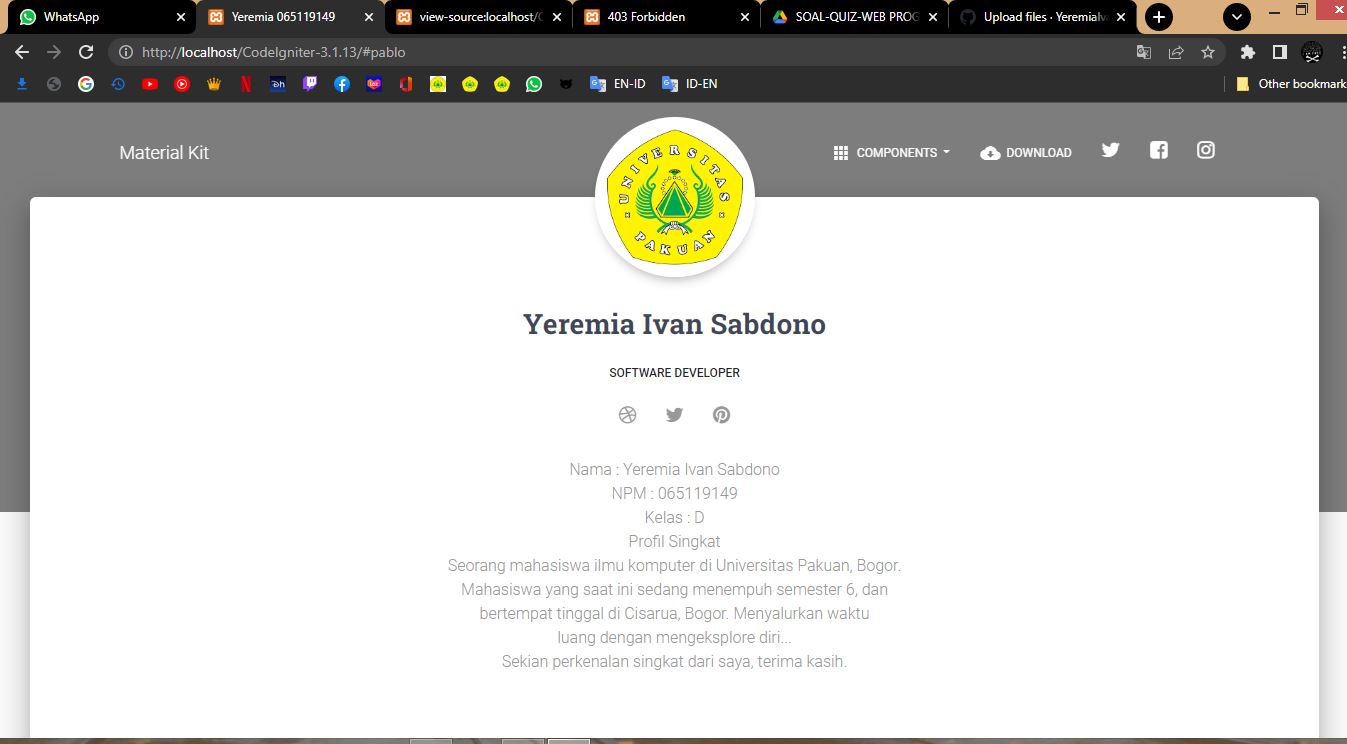 WhatsApp
Yeremia 065119149
view-source:localhost/C
403 Forbidden
SOAL-QUIZ-WEB PROG
Upload files · Yeremialv
http://localhost/CodeIgniter-3.1.13/#pablo
EN-ID
ID-EN
Other bookmark
Material Kit
COMPONENTS
DOWNLOAD
UNIVERSITAS
PAKUAN
Yeremia Ivan Sabdono
SOFTWARE DEVELOPER
Nama : Yeremia Ivan Sabdono
NPM : 065119149
Kelas : D
Profil Singkat
Seorang mahasiswa ilmu komputer di Universitas Pakuan, Bogor.
Mahasiswa yang saat ini sedang menempuh semester 6, dan
bertempat tinggal di Cisarua, Bogor. Menyalurkan waktu
luang dengan mengeksplore diri...
Sekian perkenalan singkat dari saya, terima kasih.